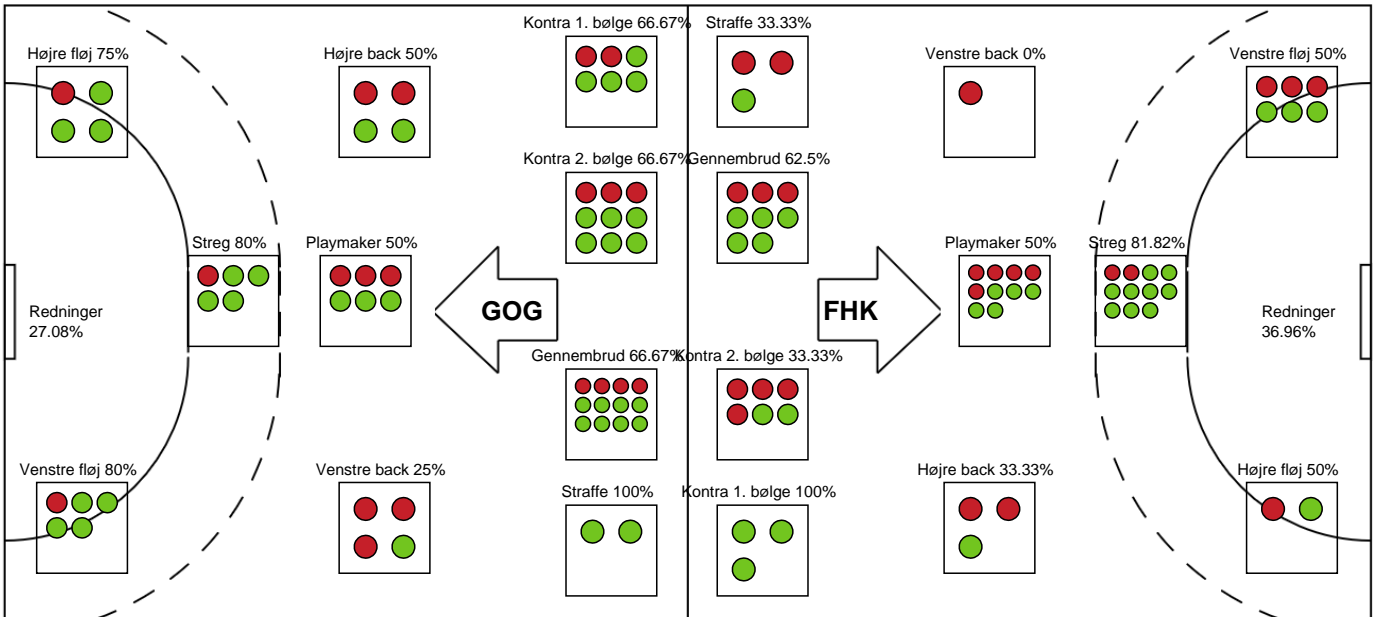 Kontra 1. bølge 66.67%
Straffe 33.33%
Højre fløj 75%
Højre back 50%
Venstre back 0%
Venstre fløj 50%
Kontra 2. bølge 66.67%
Gennembrud 62.5%
Streg 80%
Playmaker 50%
Playmaker 50%
Streg 81.82%
Redninger
27.08%
GOG
FHK
Redninger
36.96%
Gennembrud 66.67%
Kontra 2. bølge 33.33%
Venstre fløj 80%
Venstre back 25%
Højre back 33.33%
Højre fløj 50%
Straffe 100%
Kontra 1. bølge 100%